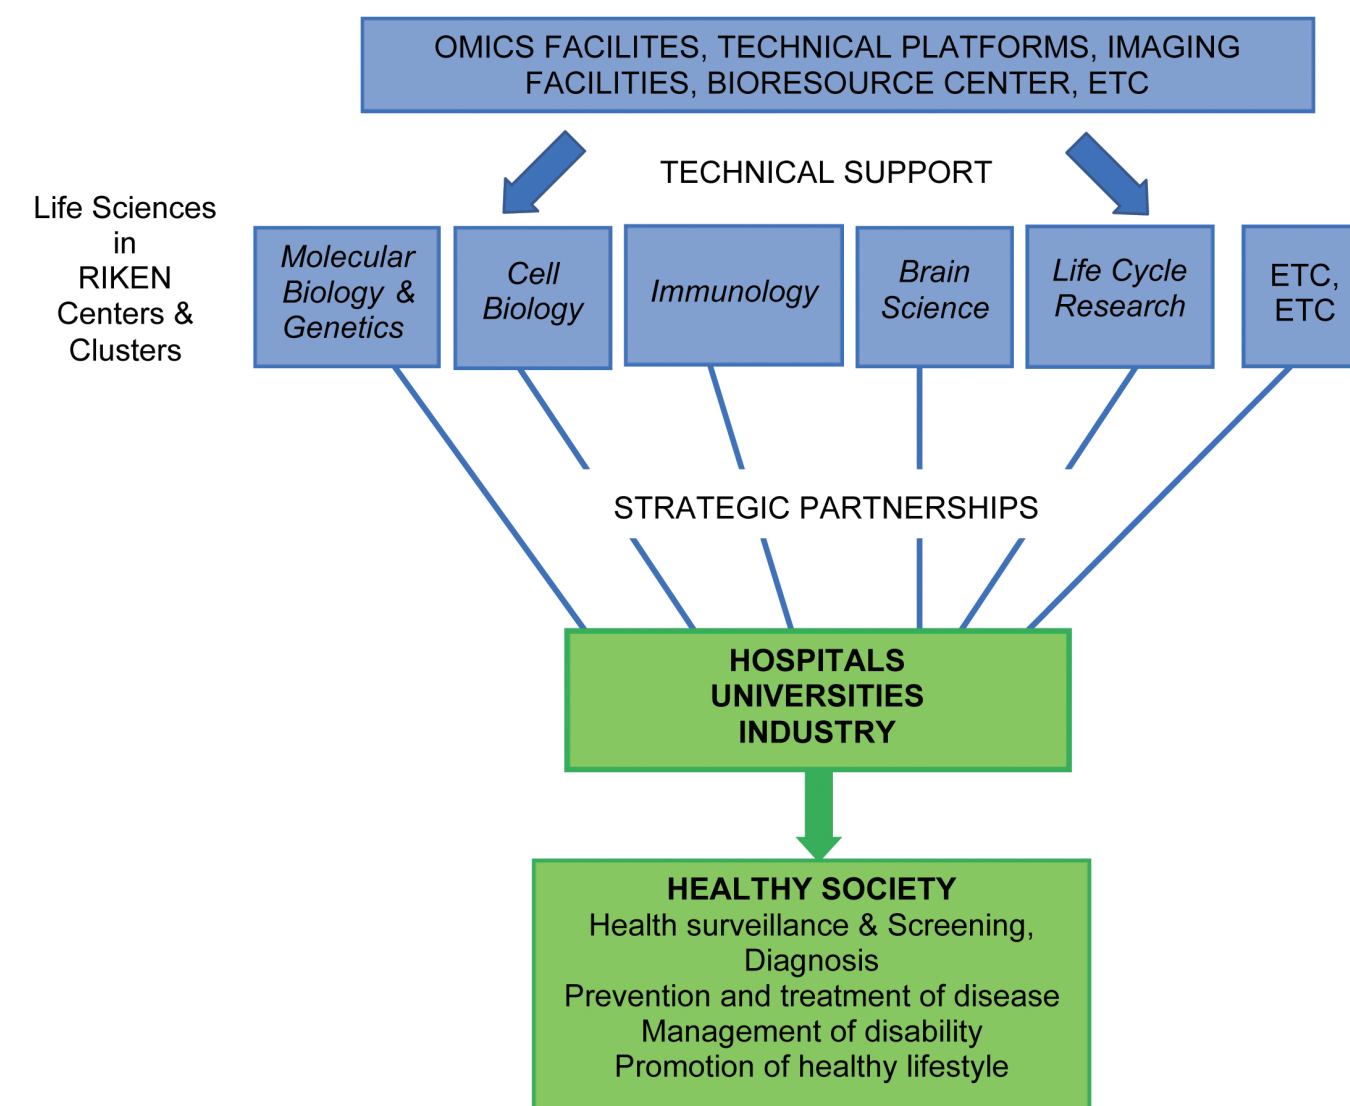 OMICS FACILITES, TECHNICAL PLATFORMS, IMAGING
FACILITIES, BIORESOURCE CENTER, ETC
TECHNICAL SUPPORT
Life Sciences
in
RIKEN
Centers &
Clusters
Molecular
Biology &
Genetics
Cell
Biology
Immunology
Brain
Science
Life Cycle
Research
ETC,
ETC
STRATEGIC PARTNERSHIPS
HOSPITALS
UNIVERSITIES
INDUSTRY
HEALTHY SOCIETY
Health surveillance & Screening,
Diagnosis
Prevention and treatment of disease
Management of disability
Promotion of healthy lifestyle